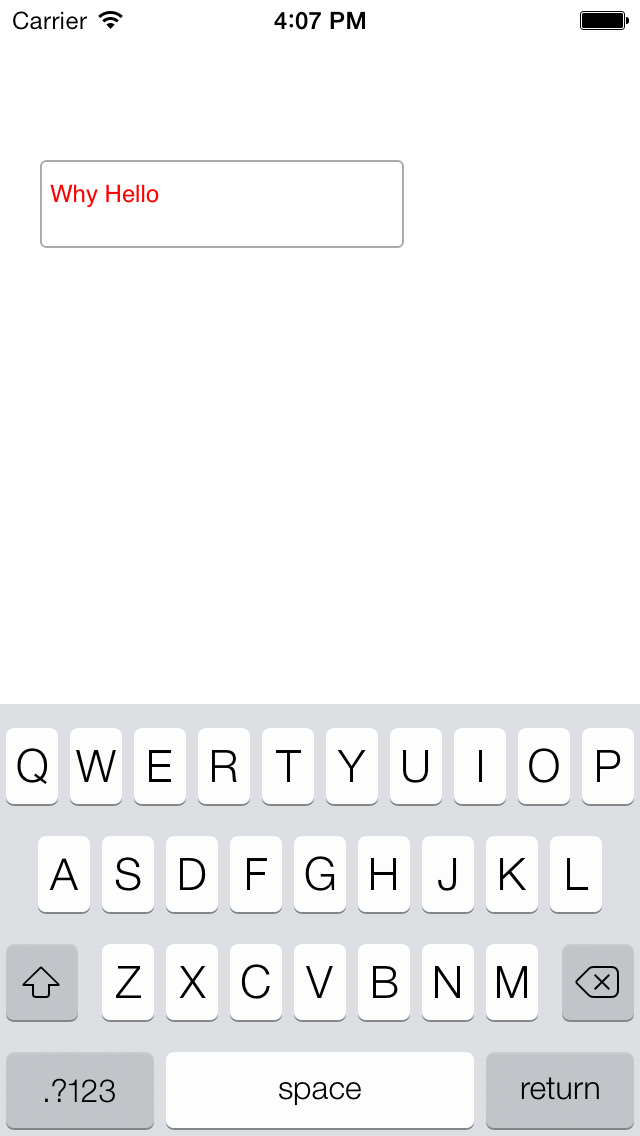 Carrier 4:07 PM
Why Hello
Q W E R T Y U I O P
A S D F G H J K L
Z X C V B N M
.?123 space return